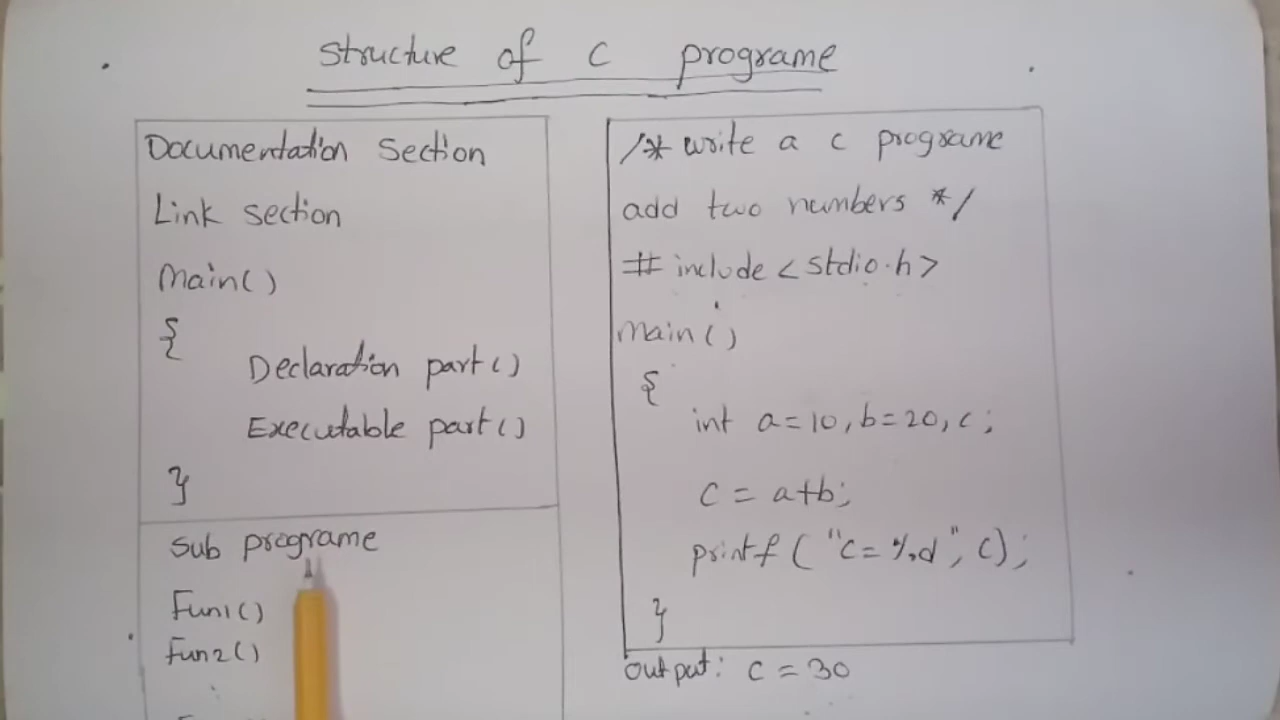 structure of c programe
Documentation section
Link section
Main()
{
Declaration part()
Executable part()
}
sub programe
Fun1()
Fun2()
/* write a c programe
add two numbers */
# include <stdio.h>
main()
{
int a=10, b=20, c;
c = a+b;
printf ("c=%d", c);
}
output: c = 30